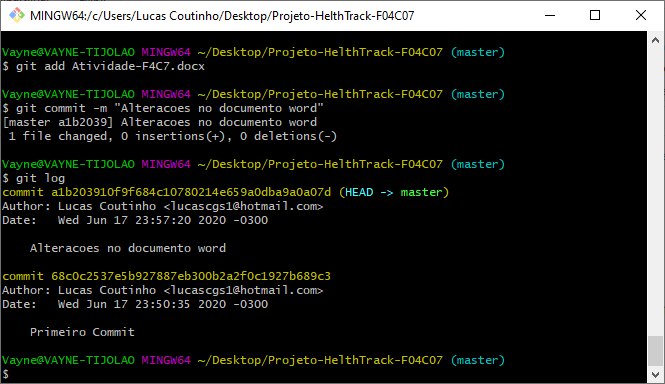 MINGW64:/c/Users/Lucas Coutinho/Desktop/Projeto-HelthTrack-F04C07
Vayne@VAYNE-TIJOLAO MINGW64 ~/Desktop/Projeto-HelthTrack-F04C07 (master)
$ git add Atividade-F4C7.docx
Vayne@VAYNE-TIJOLAO MINGW64 ~/Desktop/Projeto-HelthTrack-F04C07 (master)
$ git commit -m "Alteracoes no documento word"
[master a1b2039] Alteracoes no documento word
1 file changed, 0 insertions(+), 0 deletions(-)
Vayne@VAYNE-TIJOLAO MINGW64 ~/Desktop/Projeto-HelthTrack-F04C07 (master)
$ git log
commit a1b203910f9f684c10780214e659a0dba9a0a07d (HEAD -> master)
Author: Lucas Coutinho <lucascgs1@hotmail.com>
Date:   Wed Jun 17 23:57:20 2020 -0300
Alteracoes no documento word
commit 68c0c2537e5b927887eb300b2a2f0c1927b689c3
Author: Lucas Coutinho <lucascgs1@hotmail.com>
Date:   Wed Jun 17 23:50:35 2020 -0300
Primeiro Commit
Vayne@VAYNE-TIJOLAO MINGW64 ~/Desktop/Projeto-HelthTrack-F04C07 (master)
$